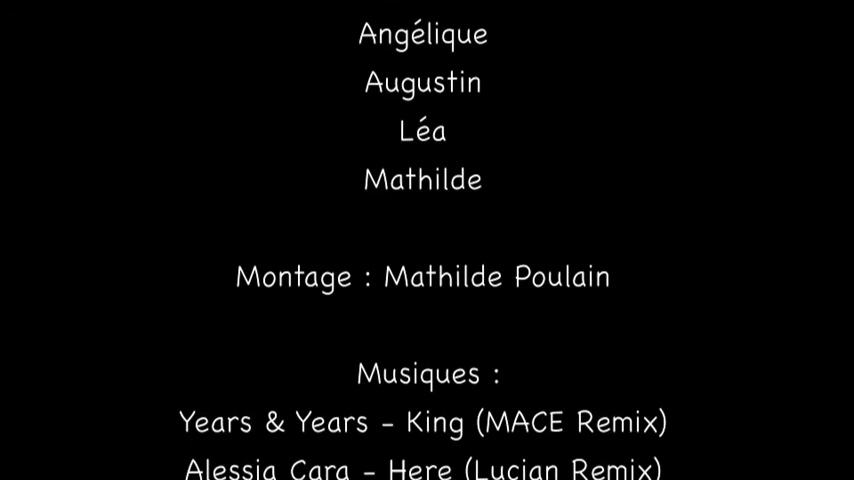 Angélique
Augustin
Léa
Mathilde
Montage : Mathilde Poulain
Musiques :
Years & Years - King (MACE Remix)
Alessia Cara - Here (Lucian Remix)